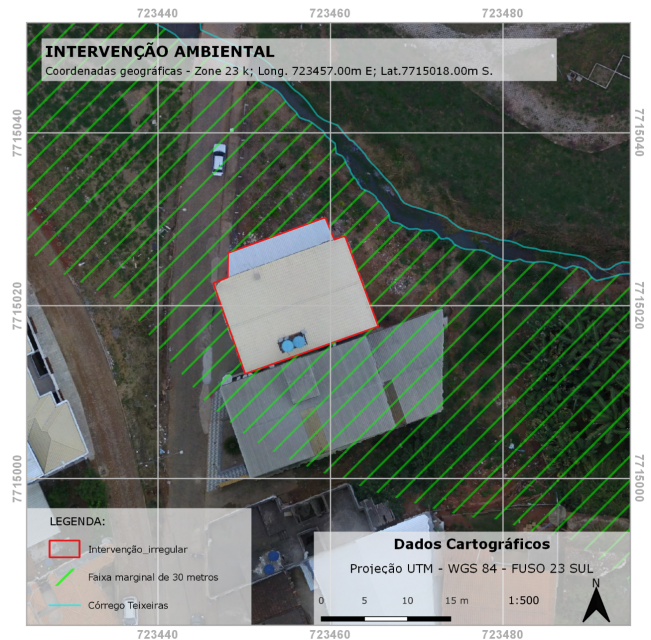 723440 723460 723480
INTERVENÇÃO AMBIENTAL
Coordenadas geográficas - Zone 23 k; Long. 723457.00m E; Lat.7715018.00m S.
7715040 7715040
7715020 7715020
7715000 7715000
LEGENDA:
Intervenção_irregular
Faixa marginal de 30 metros
Córrego Teixeiras
Dados Cartográficos
Projeção UTM - WGS 84 - FUSO 23 SUL
N
0 5 10 15 m 1:500
723440 723460 723480